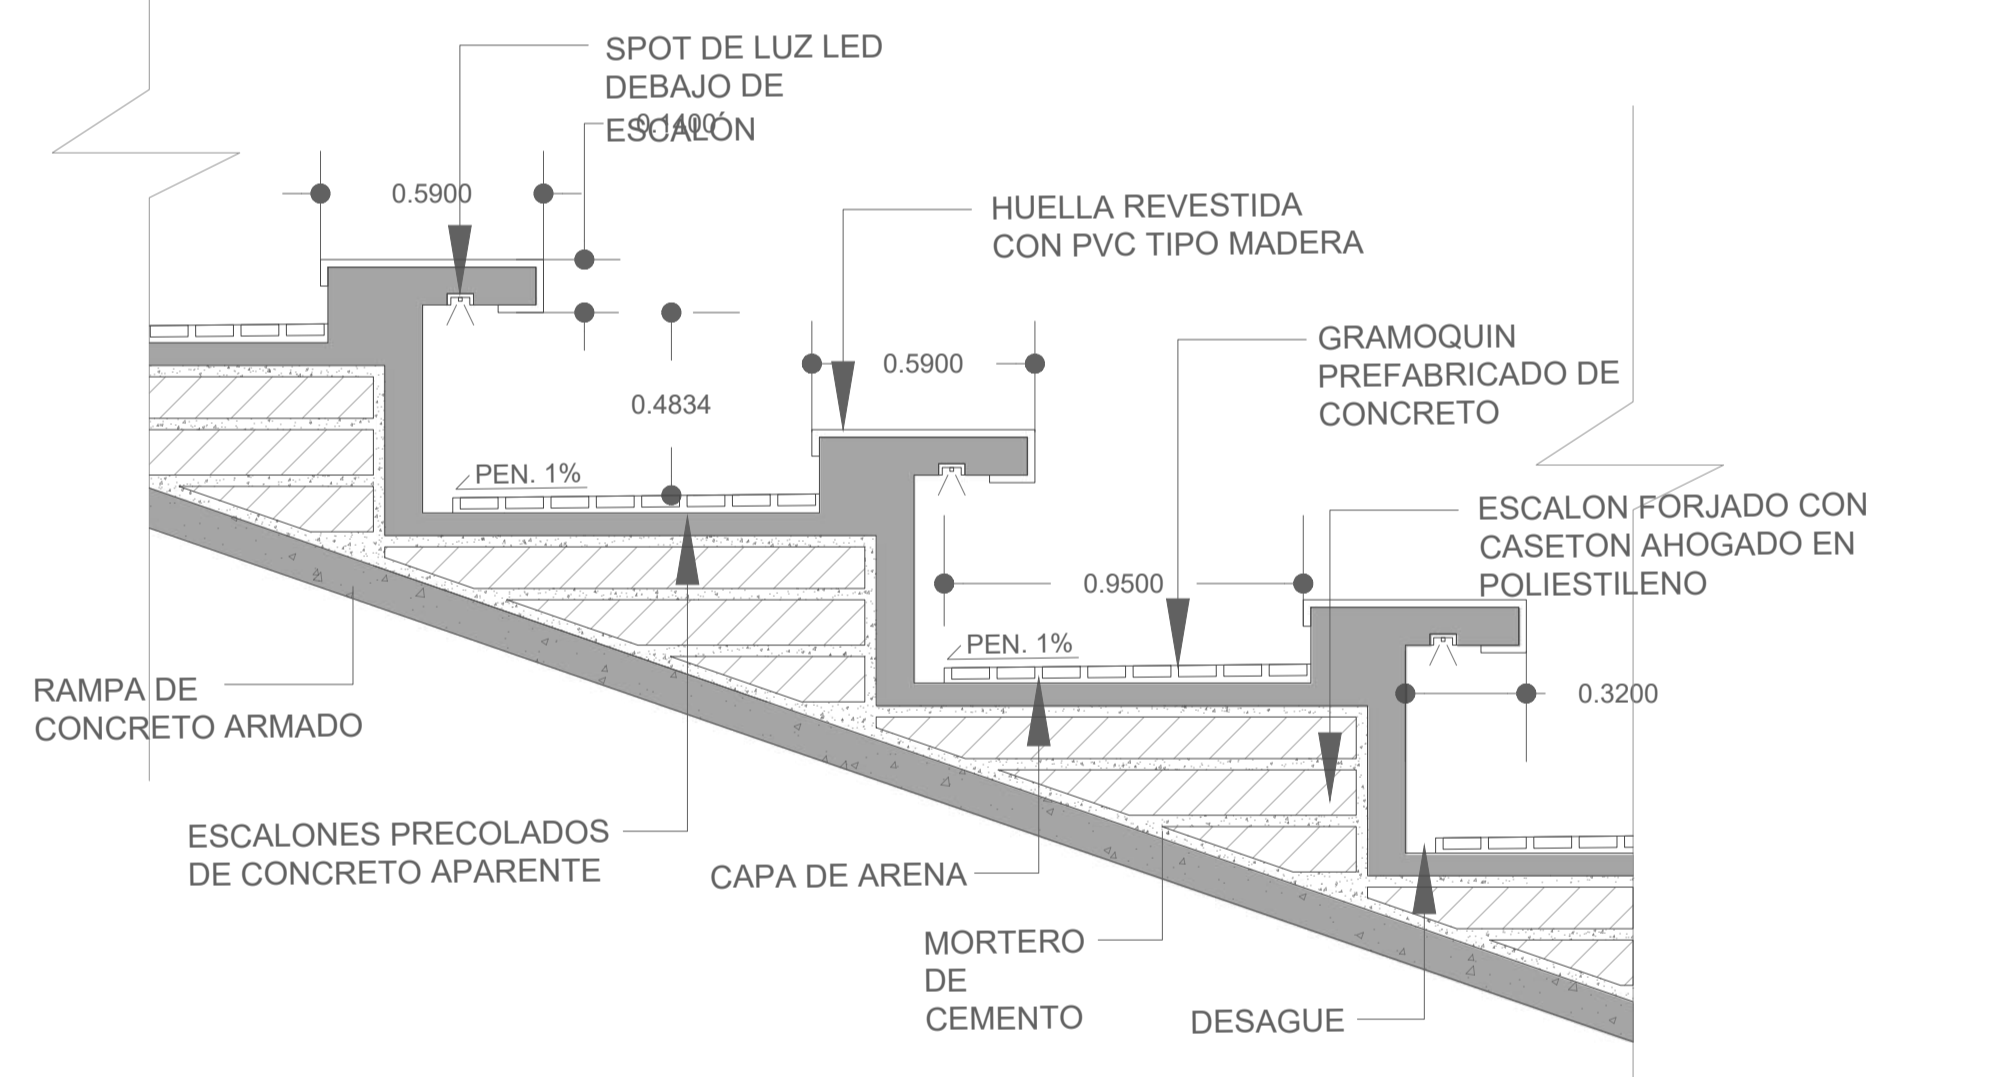 SPOT DE LUZ LED
DEBAJO DE
ESCALÓN
0.1400
0.5900
HUELLA REVESTIDA
CON PVC TIPO MADERA
0.5900
GRAMOQUIN
PREFABRICADO DE
CONCRETO
0.4834
PEN. 1%
ESCALON FORJADO CON
CASETON AHOGADO EN
POLIESTILENO
0.9500
PEN. 1%
0.3200
RAMPA DE
CONCRETO ARMADO
ESCALONES PRECOLADOS
DE CONCRETO APARENTE
CAPA DE ARENA
MORTERO
DE
CEMENTO
DESAGUE